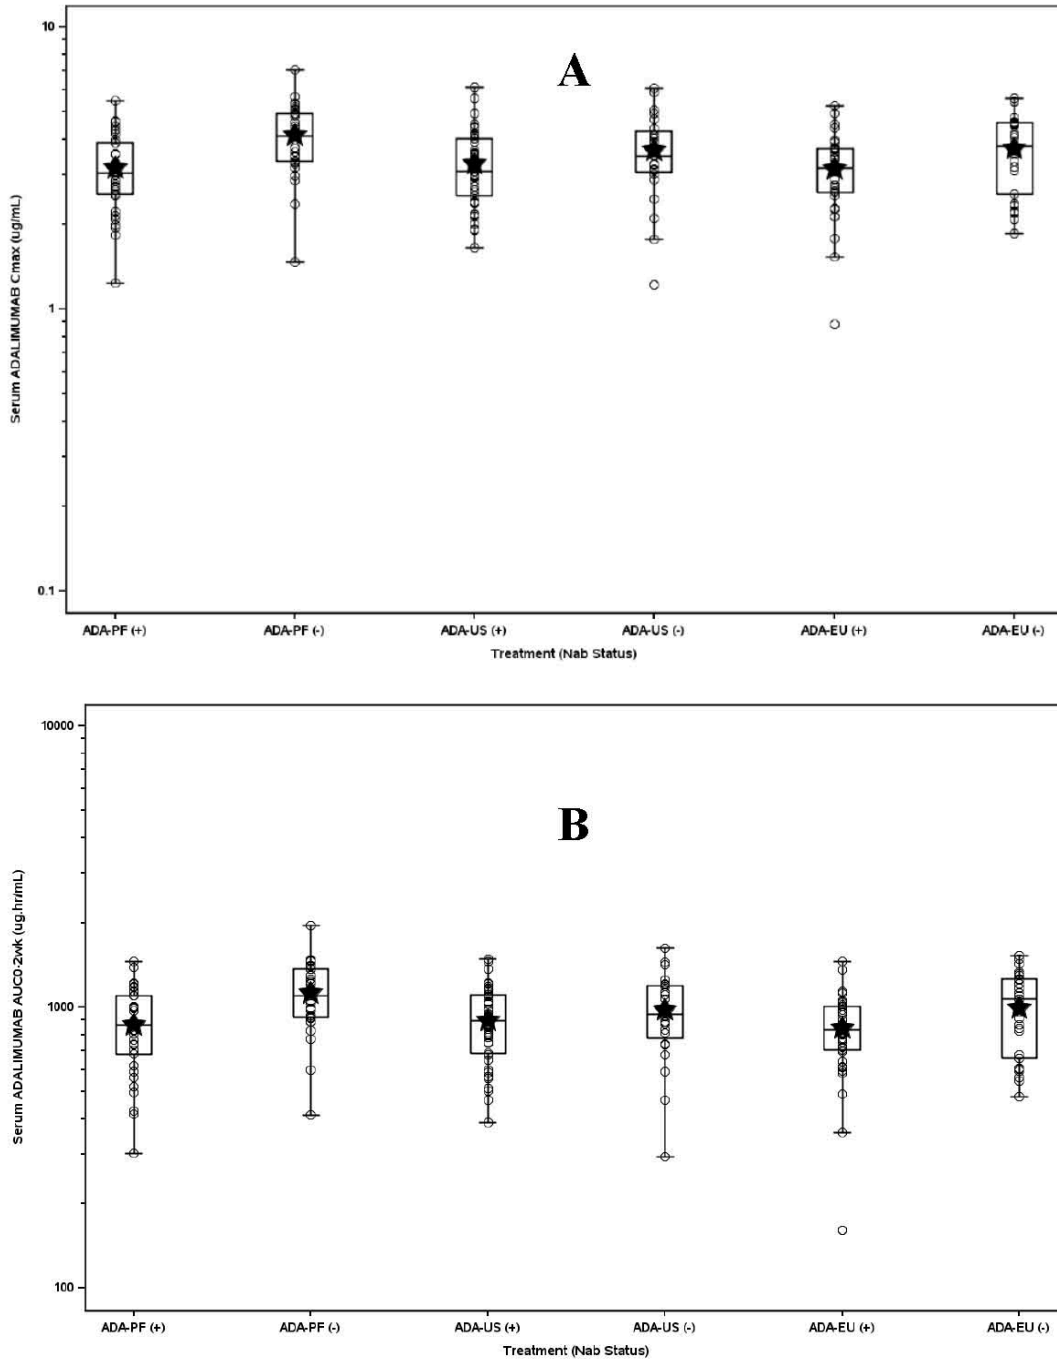 10
A
Serum ADALIMUMAB Cmax (ug/mL)
1
0.1
ADA-PF (+) ADA-PF (-) ADA-US (+) ADA-US (-) ADA-EU (+) ADA-EU (-)
Treatment (Nab Status)
10000
B
Serum ADALIMUMAB AUC0-2wk (ug.hr/mL)
1000
100
ADA-PF (+) ADA-PF (-) ADA-US (+) ADA-US (-) ADA-EU (+) ADA-EU (-)
Treatment (Nab Status)